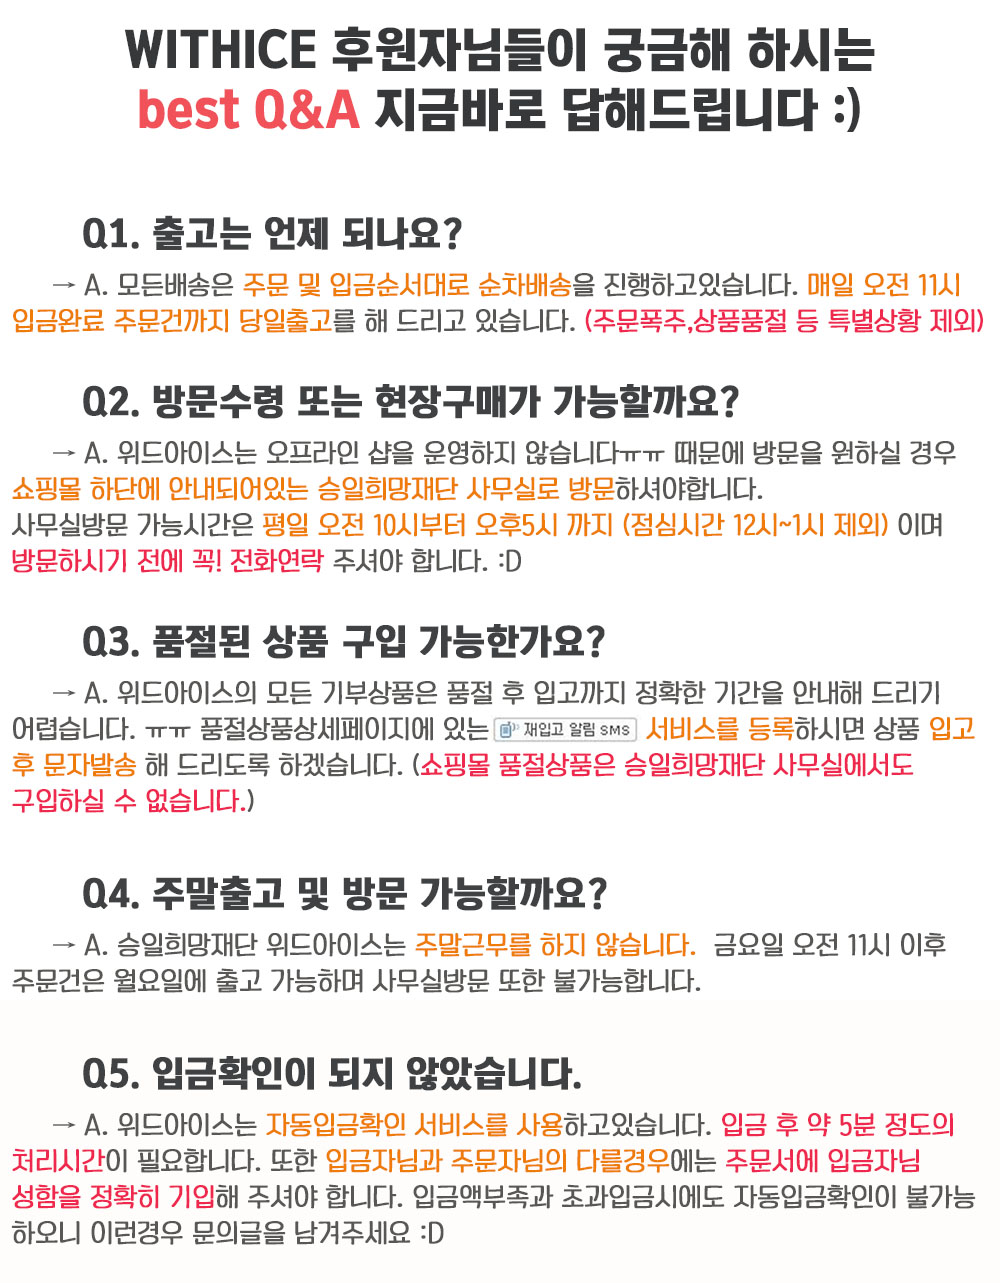 WITHICE 후원자님들이 궁금해 하시는
best Q&A 지금바로 답해드립니다 :)
Q1. 출고는 언제 되나요?
→ A. 모든배송은 주문 및 입금순서대로 순차배송을 진행하고있습니다. 매일 오전 11시
입금완료 주문건까지 당일출고를 해 드리고 있습니다. (주문폭주,상품품절 등 특별상황 제외)
Q2. 방문수령 또는 현장구매가 가능할까요?
→ A. 위드아이스는 오프라인 샵을 운영하지 않습니다ㅠㅠ 때문에 방문을 원하실 경우
쇼핑몰 하단에 안내되어있는 승일희망재단 사무실로 방문하셔야합니다.
사무실방문 가능시간은 평일 오전 10시부터 오후5시 까지 (점심시간 12시~1시 제외) 이며
방문하시기 전에 꼭! 전화연락 주셔야 합니다. :D
Q3. 품절된 상품 구입 가능한가요?
→ A. 위드아이스의 모든 기부상품은 품절 후 입고까지 정확한 기간을 안내해 드리기
어렵습니다. ㅠㅠ 품절상품상세페이지에 있는 재입고 알림 SMS 서비스를 등록하시면 상품 입고
후 문자발송 해 드리도록 하겠습니다. (쇼핑몰 품절상품은 승일희망재단 사무실에서도
구입하실 수 없습니다.)
Q4. 주말출고 및 방문 가능할까요?
→ A. 승일희망재단 위드아이스는 주말근무를 하지 않습니다. 금요일 오전 11시 이후
주문건은 월요일에 출고 가능하며 사무실방문 또한 불가능합니다.
Q5. 입금확인이 되지 않았습니다.
→ A. 위드아이스는 자동입금확인 서비스를 사용하고있습니다. 입금 후 약 5분 정도의
처리시간이 필요합니다. 또한 입금자님과 주문자님의 다를경우에는 주문서에 입금자님
성함을 정확히 기입해 주셔야 합니다. 입금액부족과 초과입금시에도 자동입금확인이 불가능
하오니 이런경우 문의글을 남겨주세요 :D